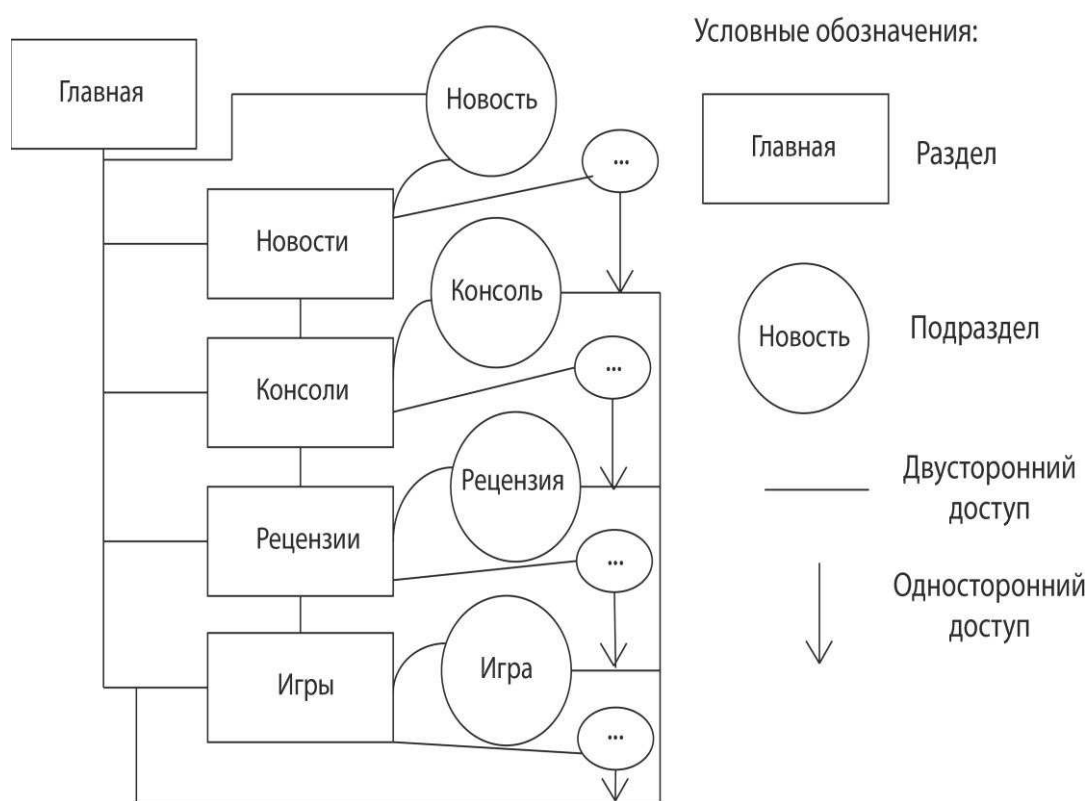 Условные обозначения:
Главная
Новость
...
Новости
Консоль
...
Консоли
Рецензия
...
Рецензии
Игра
...
Игры
Главная
Раздел
Новость
Подраздел
Двусторонний
доступ
Односторонний
доступ